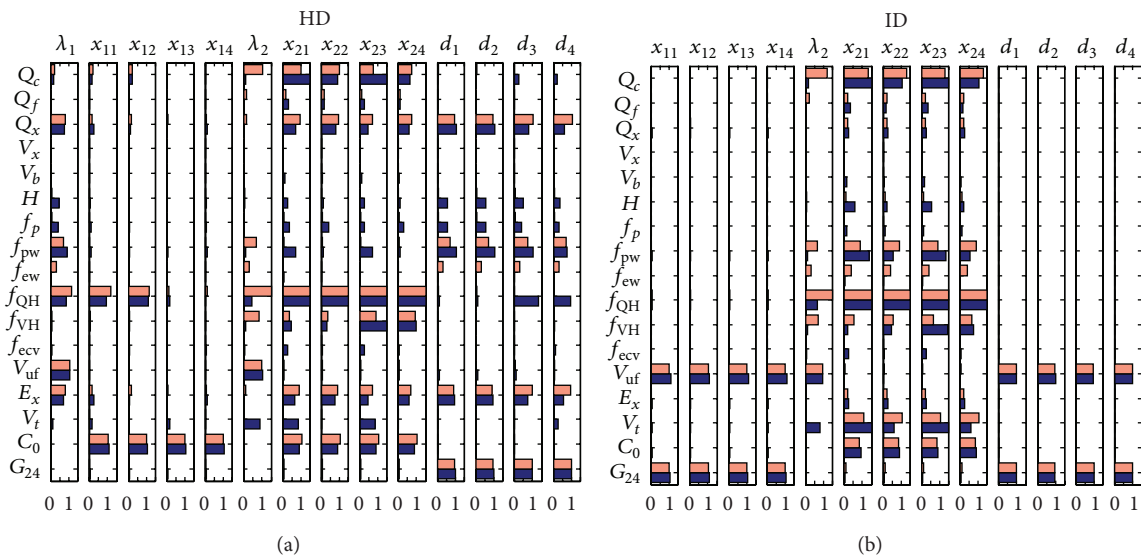 HD
λ1 x11 x12 x13 x14 λ2 x21 x22 x23 x24 d1 d2 d3 d4
Qc
Qf
Qx
Vx
Vb
H
fp
fpw
few
fQH
fVH
fecv
Vuf
Ex
Vt
C0
G24
0 1 0 1 0 1 0 1 0 1 0 1 0 1 0 1 0 1 0 1 0 1 0 1 0 1 0 1
(a)
ID
x11 x12 x13 x14 λ2 x21 x22 x23 x24 d1 d2 d3 d4
Qc
Qf
Qx
Vx
Vb
H
fp
fpw
few
fQH
fVH
fecv
Vuf
Ex
Vt
C0
G24
0 1 0 1 0 1 0 1 0 1 0 1 0 1 0 1 0 1 0 1 0 1 0 1 0 1
(b)